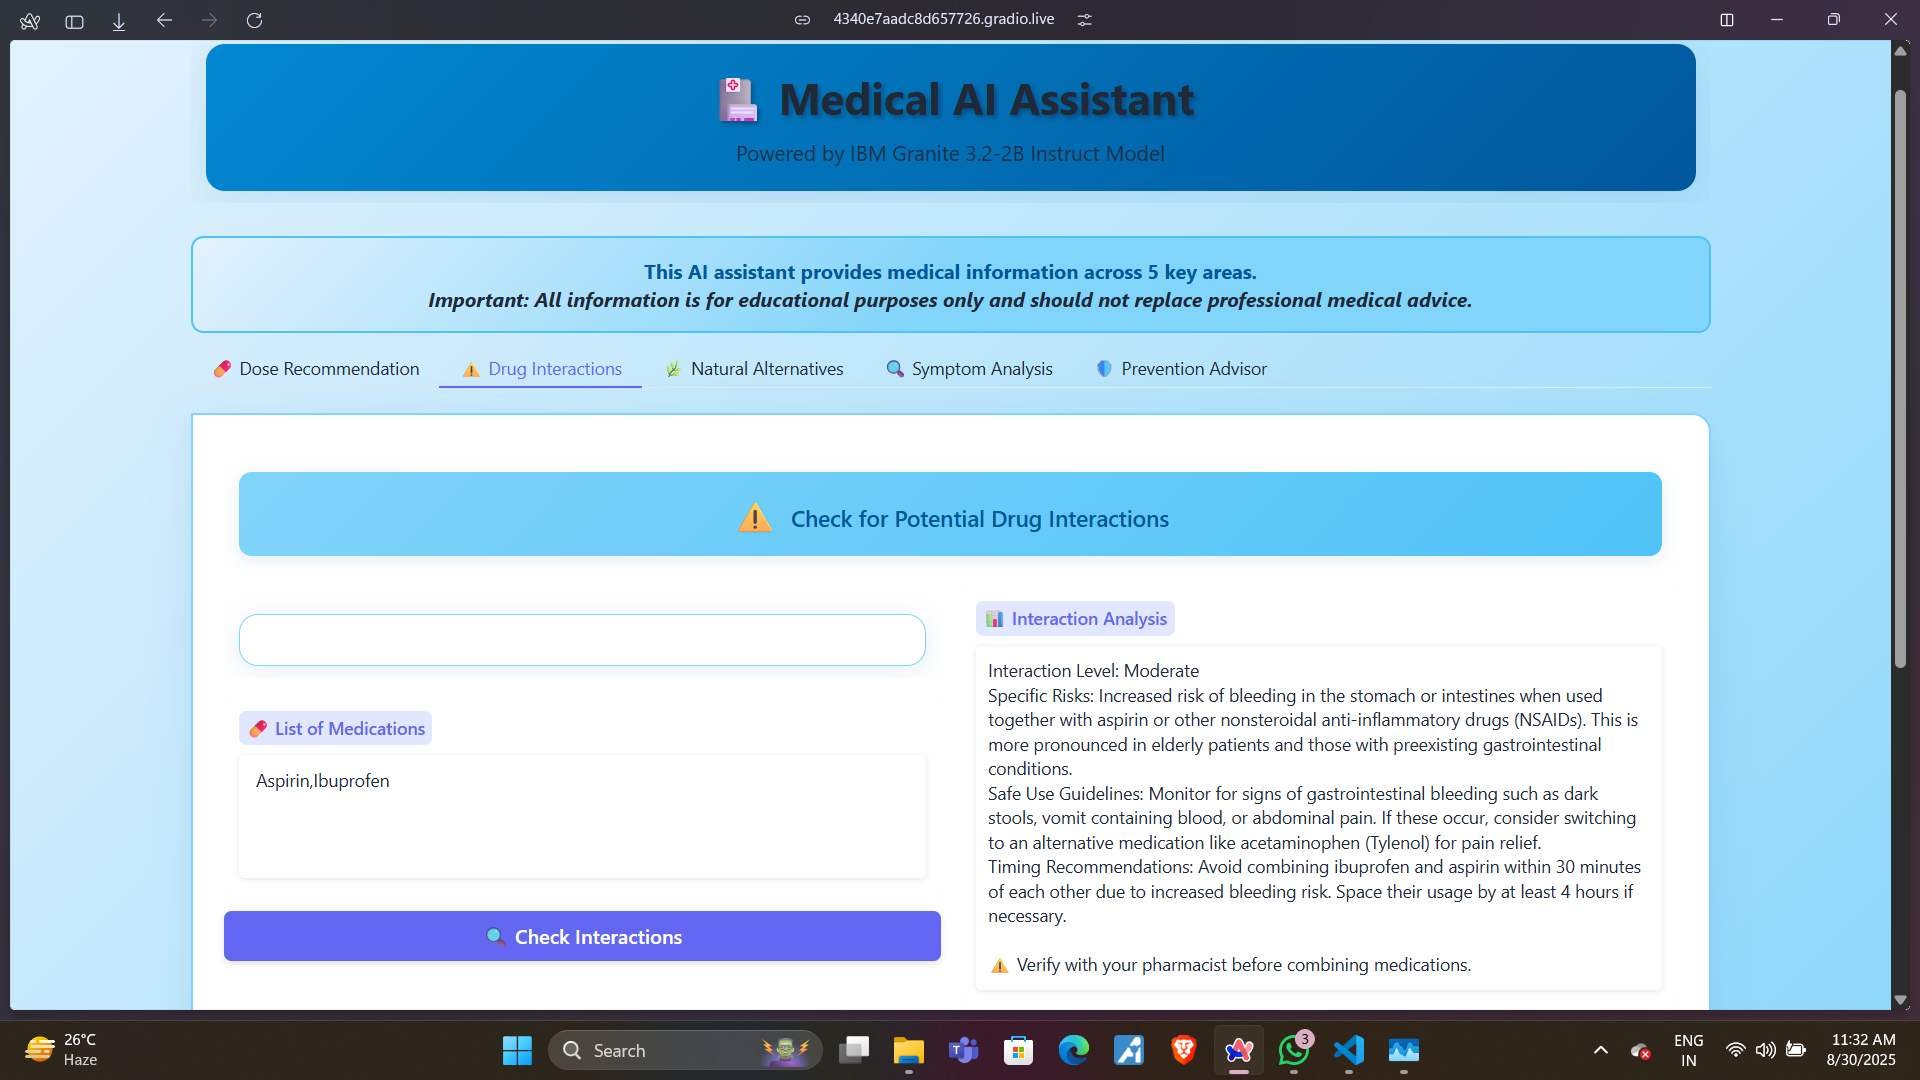 4340e7aadc8d657726.gradio.live
Medical AI Assistant
Powered by IBM Granite 3.2-2B Instruct Model
This AI assistant provides medical information across 5 key areas.
Important: All information is for educational purposes only and should not replace professional medical advice.
Dose Recommendation
Drug Interactions
Natural Alternatives
Symptom Analysis
Prevention Advisor
Check for Potential Drug Interactions
List of Medications
Aspirin,Ibuprofen
Check Interactions
Interaction Analysis
Interaction Level: Moderate
Specific Risks: Increased risk of bleeding in the stomach or intestines when used
together with aspirin or other nonsteroidal anti-inflammatory drugs (NSAIDs). This is
more pronounced in elderly patients and those with preexisting gastrointestinal
conditions.
Safe Use Guidelines: Monitor for signs of gastrointestinal bleeding such as dark
stools, vomit containing blood, or abdominal pain. If these occur, consider switching
to an alternative medication like acetaminophen (Tylenol) for pain relief.
Timing Recommendations: Avoid combining ibuprofen and aspirin within 30 minutes
of each other due to increased bleeding risk. Space their usage by at least 4 hours if
necessary.
Verify with your pharmacist before combining medications.
26°C
Haze
Search
3
ENG
IN
11:32 AM
8/30/2025